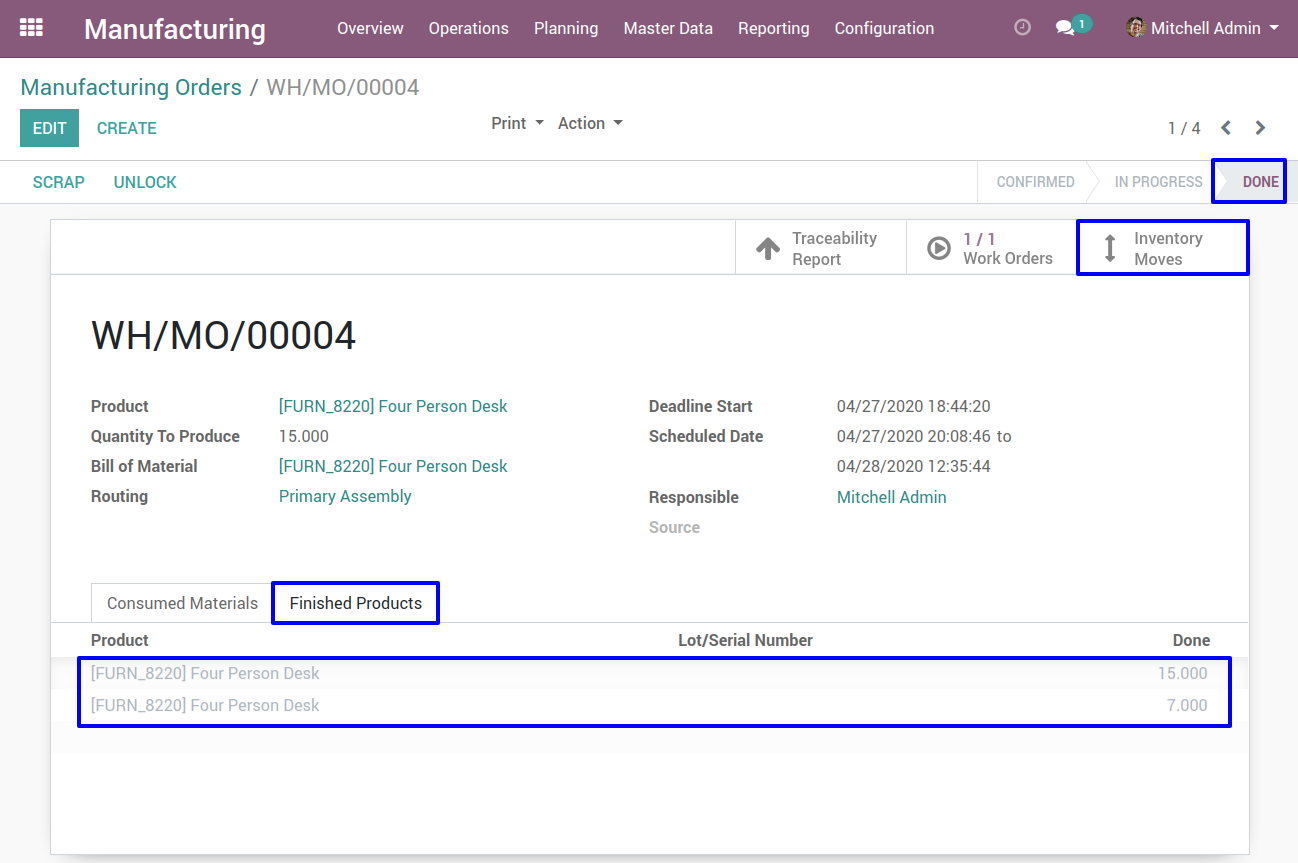 Manufacturing Overview Operations Planning Master Data Reporting Configuration 1 Mitchell Admin
Manufacturing Orders / WH/MO/00004
EDIT CREATE Print Action 1 / 4
SCRAP UNLOCK CONFIRMED IN PROGRESS DONE
Traceability Report
1 / 1 Work Orders
Inventory Moves
WH/MO/00004
Product [FURN_8220] Four Person Desk
Quantity To Produce 15.000
Bill of Material [FURN_8220] Four Person Desk
Routing Primary Assembly
Deadline Start 04/27/2020 18:44:20
Scheduled Date 04/27/2020 20:08:46 to
04/28/2020 12:35:44
Responsible Mitchell Admin
Source
Consumed Materials Finished Products
Product Lot/Serial Number Done
[FURN_8220] Four Person Desk 15.000
[FURN_8220] Four Person Desk 7.000